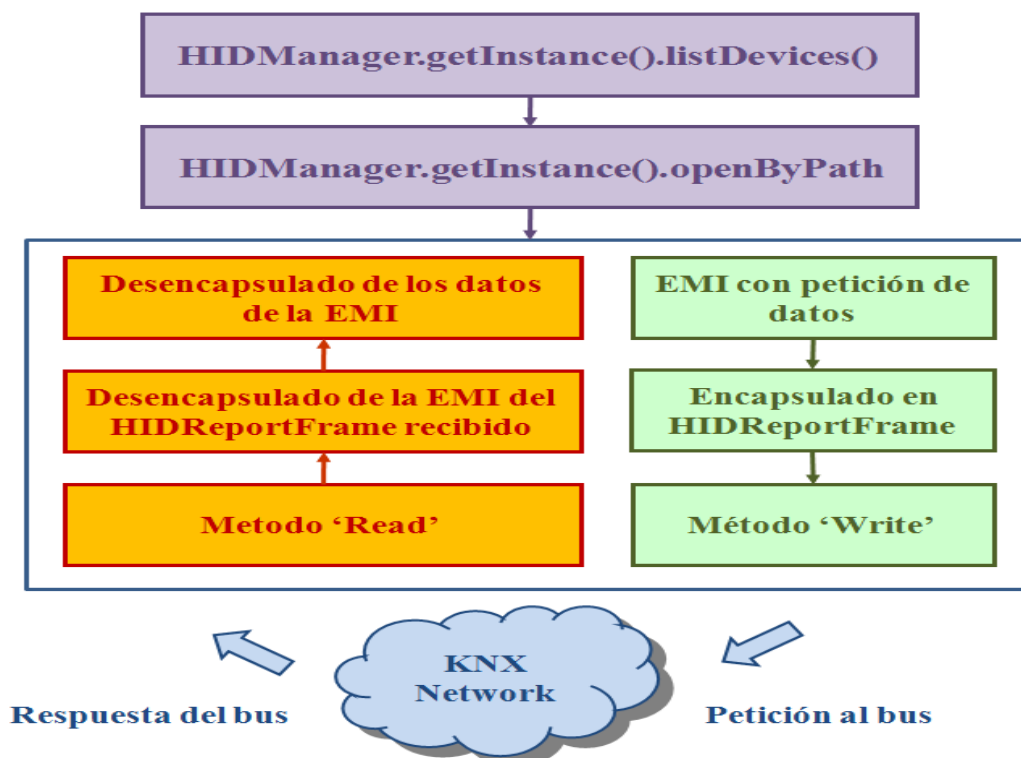 HIDManager.getInstance().listDevices()
HIDManager.getInstance().openByPath
Desencapsulado de los datos
de la EMI
Desencapsulado de la EMI del
HIDReportFrame recibido
Metodo ‘Read’
EMI con petición de
datos
Encapsulado en
HIDReportFrame
Método ‘Write’
KNX
Network
Respuesta del bus
Petición al bus